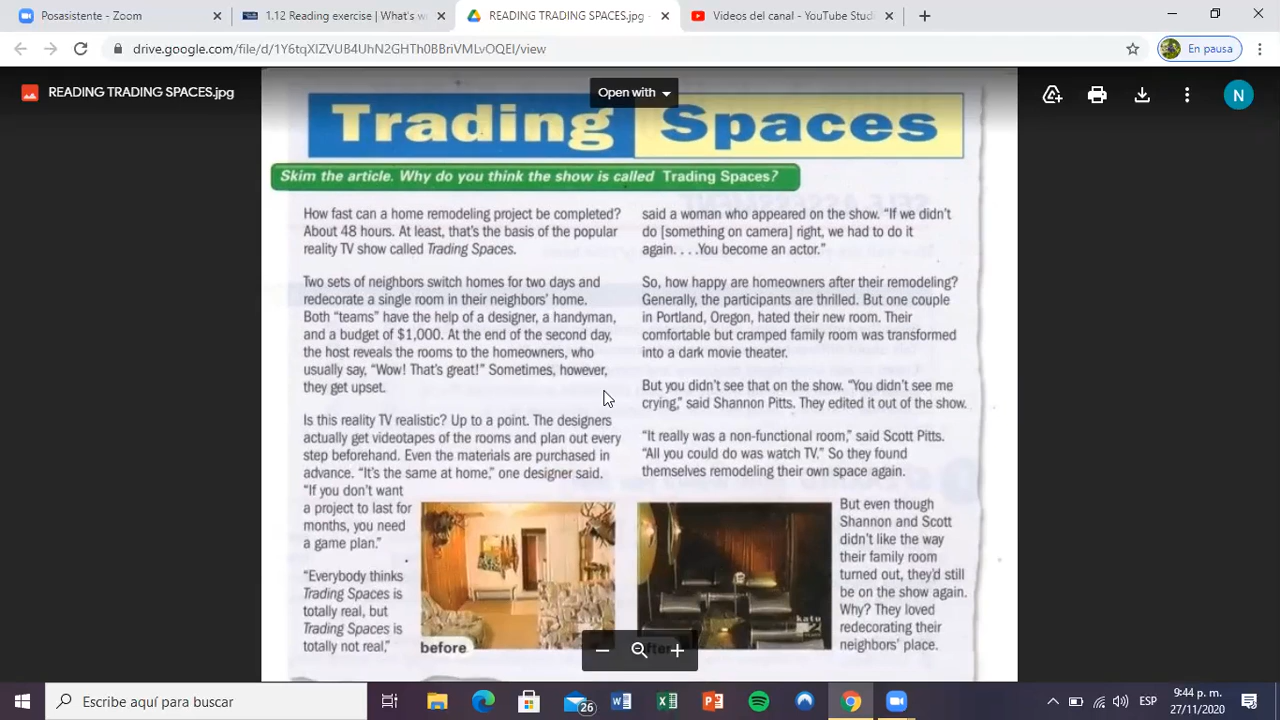 Posasistente - Zoom
1.12 Reading exercise | What's w
READING TRADING SPACES.jpg -
Videos del canal - YouTube Stud
drive.google.com/file/d/1Y6tqXIZVUB4UhN2GHTh0BBriVMLvOQEI/view
En pausa
READING TRADING SPACES.jpg
Open with
N
Trading Spaces
Skim the article. Why do you think the show is called Trading Spaces?
How fast can a home remodeling project be completed?
About 48 hours. At least, that's the basis of the popular
reality TV show called Trading Spaces.
Two sets of neighbors switch homes for two days and
redecorate a single room in their neighbors' home.
Both "teams" have the help of a designer, a handyman,
and a budget of $1,000. At the end of the second day,
the host reveals the rooms to the homeowners, who
usually say, "Wow! That's great!" Sometimes, however,
they get upset.
Is this reality TV realistic? Up to a point. The designers
actually get videotapes of the rooms and plan out every
step beforehand. Even the materials are purchased in
advance. "It's the same at home," one designer said.
"If you don't want
a project to last for
months, you need
a game plan."
"Everybody thinks
Trading Spaces is
totally real, but
Trading Spaces is
totally not real,"
before
said a woman who appeared on the show. "If we didn't
do [something on camera] right, we had to do it
again. . . .You become an actor."
So, how happy are homeowners after their remodeling?
Generally, the participants are thrilled. But one couple
in Portland, Oregon, hated their new room. Their
comfortable but cramped family room was transformed
into a dark movie theater.
But you didn't see that on the show. "You didn't see me
crying," said Shannon Pitts. They edited it out of the show.
"It really was a non-functional room," said Scott Pitts.
"All you could do was watch TV." So they found
themselves remodeling their own space again.
katu
But even though
Shannon and Scott
didn't like the way
their family room
turned out, they'd still
be on the show again.
Why? They loved
redecorating their
neighbors' place.
Escribe aquí para buscar
26
ESP
9:44 p. m.
27/11/2020